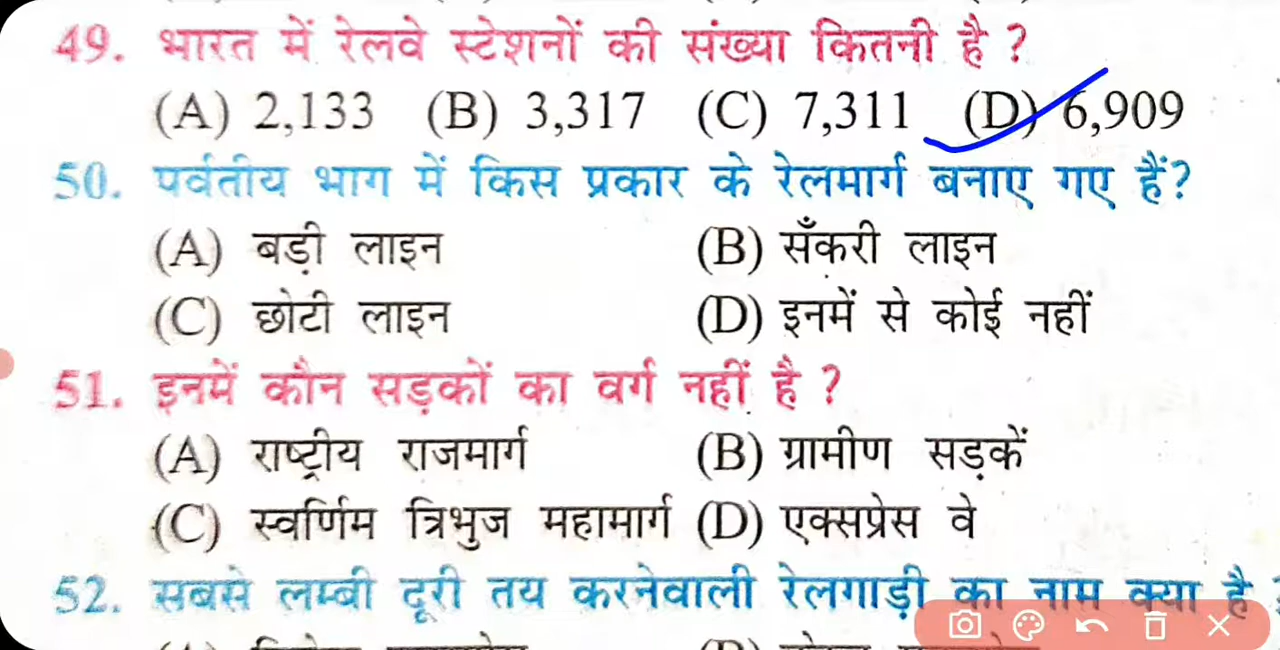 49. भारत में रेलवे स्टेशनों की संख्या कितनी है ?
(A) 2,133 (B) 3,317 (C) 7,311 (D) 6,909
50. पर्वतीय भाग में किस प्रकार के रेलमार्ग बनाए गए हैं?
(A) बड़ी लाइन (B) सँकरी लाइन
(C) छोटी लाइन (D) इनमें से कोई नहीं
51. इनमें कौन सड़कों का वर्ग नहीं है ?
(A) राष्ट्रीय राजमार्ग (B) ग्रामीण सड़कें
(C) स्वर्णिम त्रिभुज महामार्ग (D) एक्सप्रेस वे
52. सबसे लम्बी दूरी तय करनेवाली रेलगाड़ी का नाम क्या है